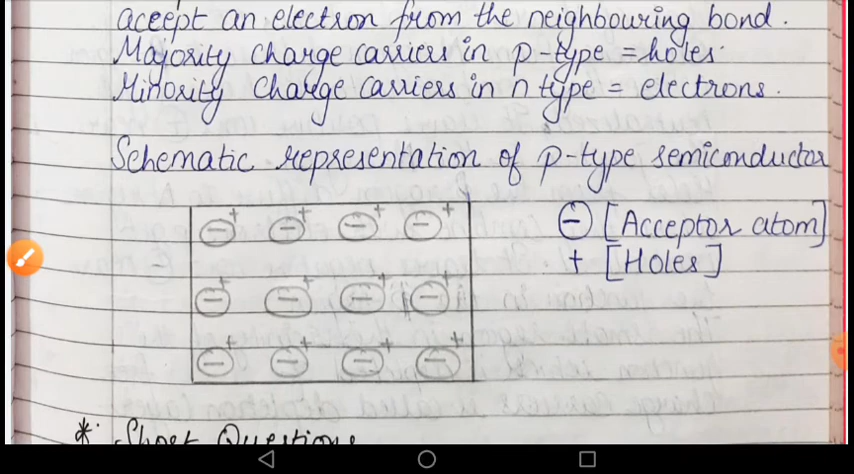 accept an electron from the neighbouring bond.
Majority charge carriers in p-type = holes.
Minority charge carriers in n type = electrons.
Schematic representation of p-type semiconductor
⊖ [Acceptor atom]
+ [Holes]
⊖+ ⊖+ ⊖+ ⊖+
⊖+ ⊖+ ⊖+ ⊖+
⊖+ ⊖+ ⊖+ ⊖+
* Short Questions